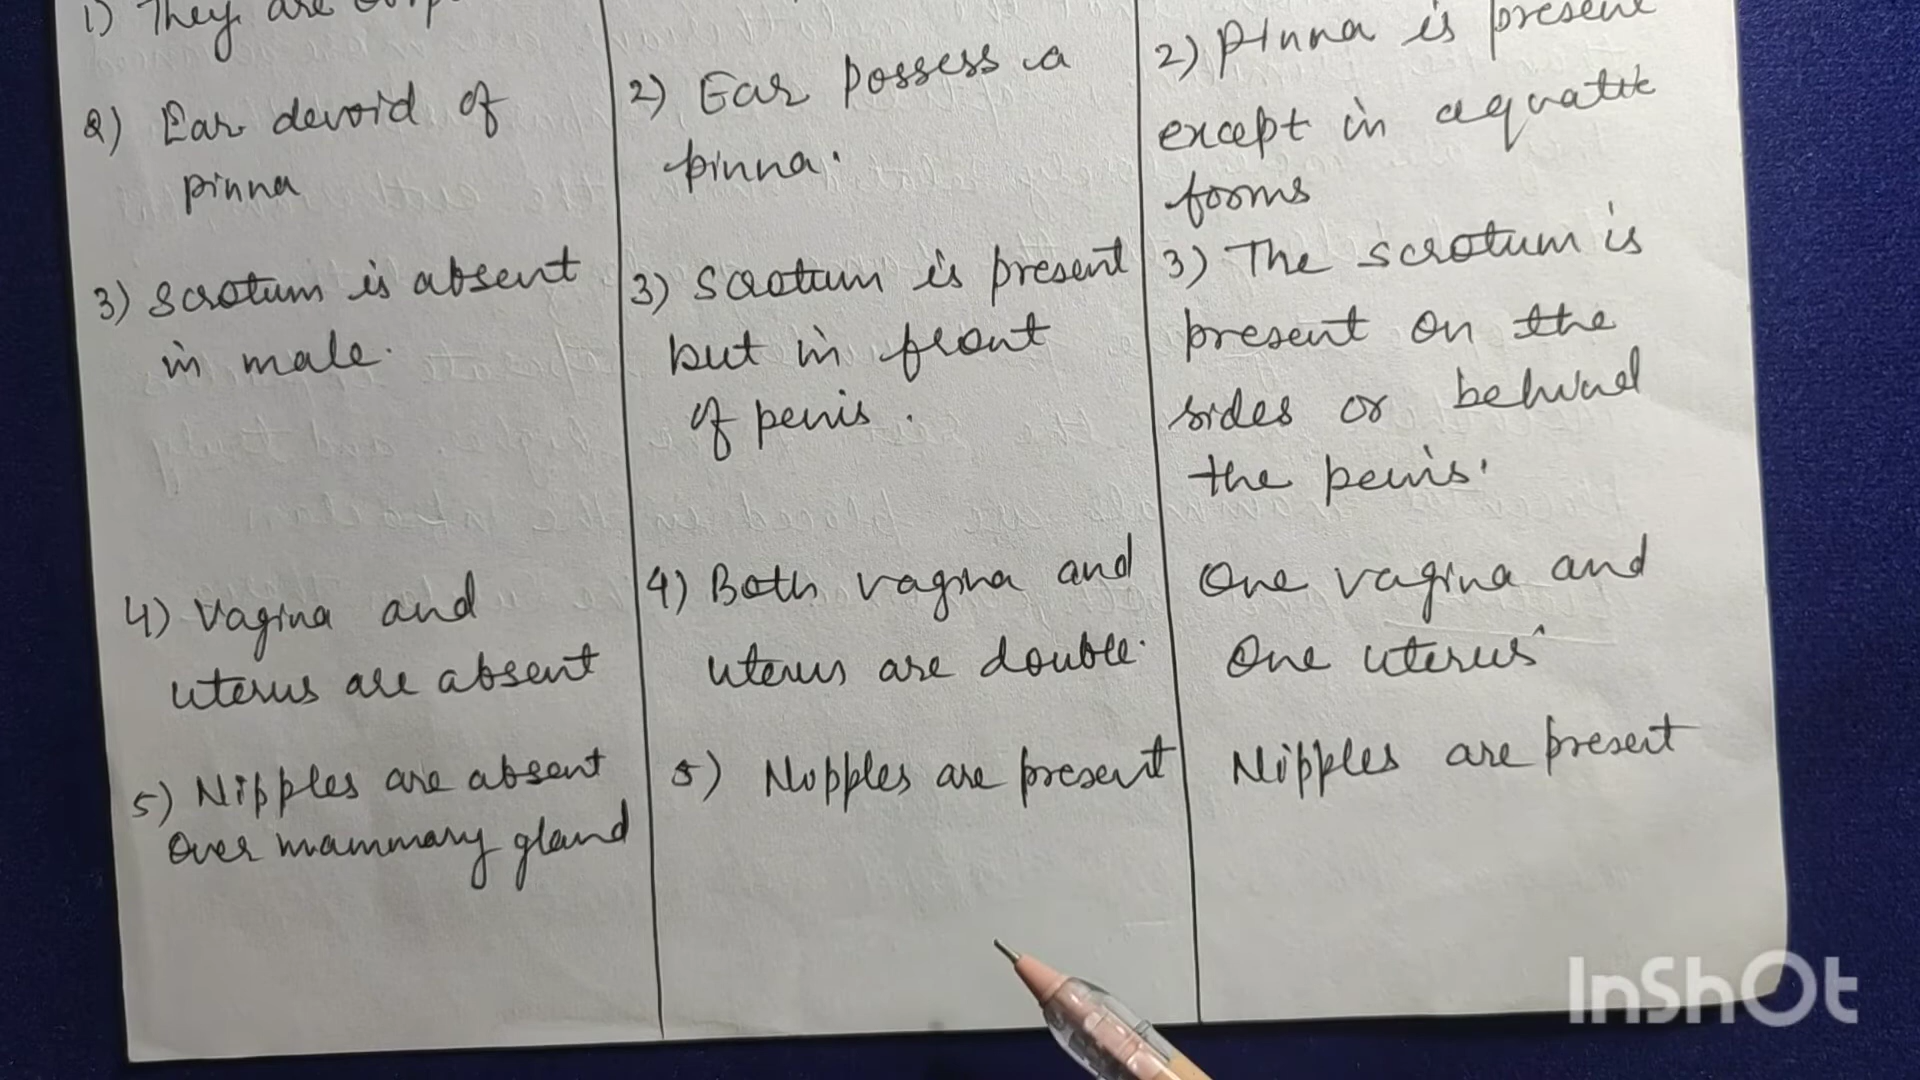 1) They are
2) Ear devoid of
pinna
3) Scrotum is absent
in male.
4) Vagina and
uterus are absent
5) Nipples are absent
over mammary gland
2) Ear possess a
pinna.
3) Scrotum is present
but in front
of penis.
4) Both vagina and
uterus are double.
5) Nipples are present
2) Pinna is present
except in aquatic
forms
3) The scrotum is
present on the
sides or behind
the penis.
One vagina and
One uterus
Nipples are present
InShOt